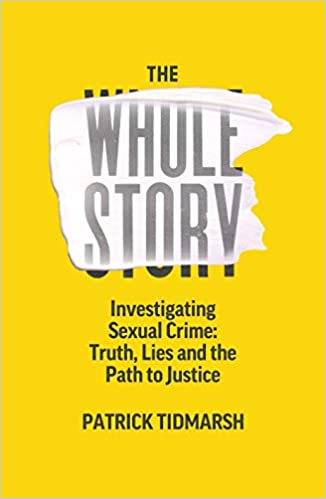 THE
WHOLE
STORY
Investigating
Sexual Crime:
Truth, Lies and the
Path to Justice
PATRICK TIDMARSH